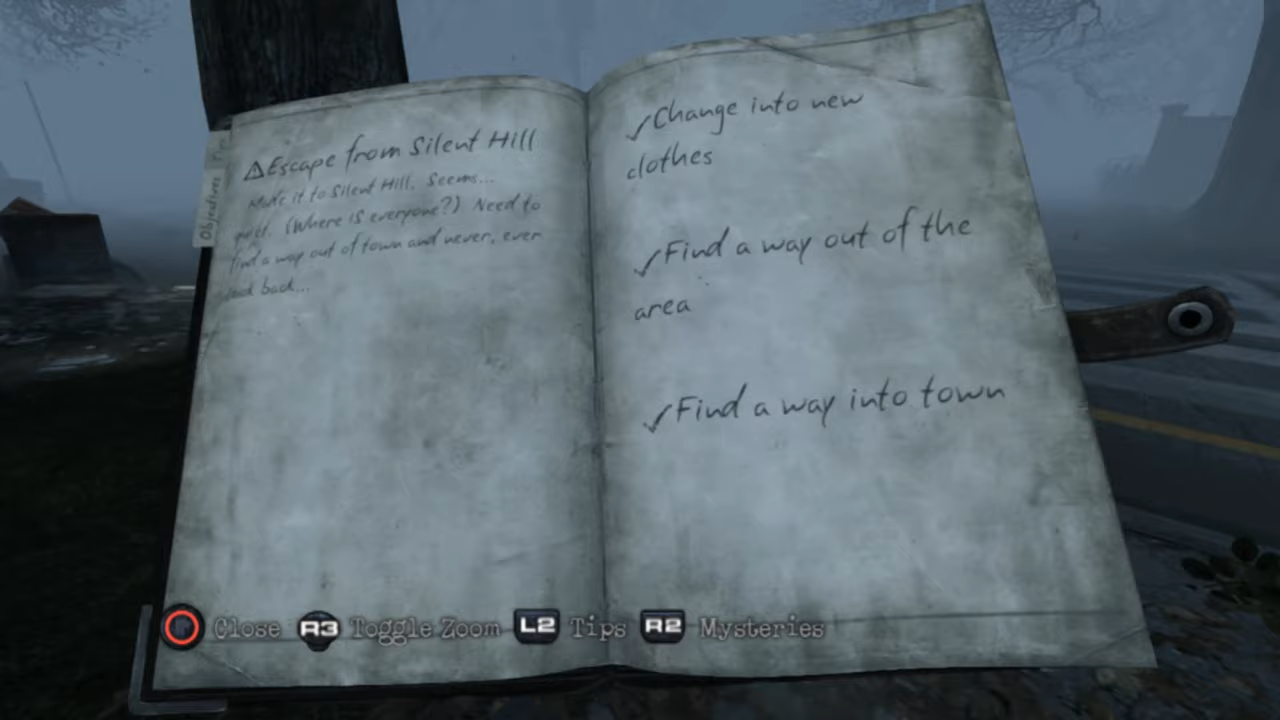 Objectives
⚠Escape from Silent Hill
Made it to Silent Hill. Seems...
quiet. (Where is everyone?) Need to
find a way out of town and never, ever
look back...
✓Change into new
clothes
✓Find a way out of the
area
✓Find a way into town
Close R3 Toggle Zoom L2 Tips R2 Mysteries